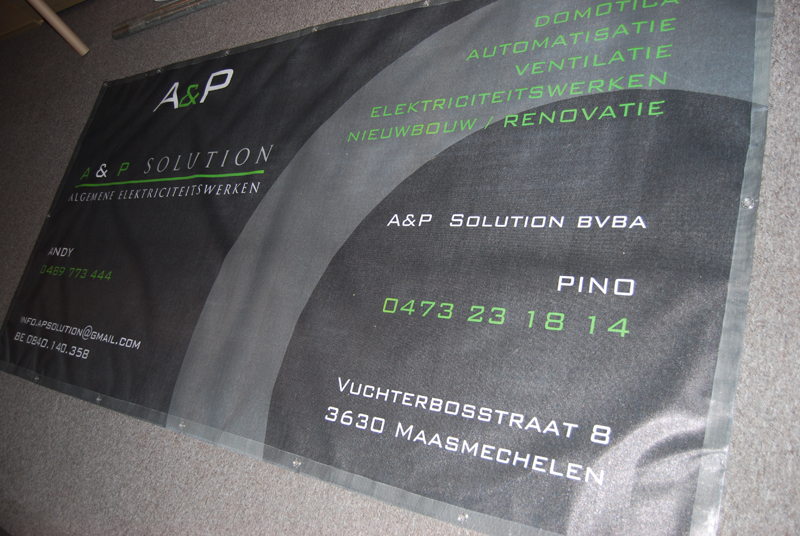 A&P
A & P SOLUTION
ALGEMENE ELEKTRICITEITSWERKEN
ANDY
0489 773 444
INFO.APSOLUTION@GMAIL.COM
BE 0840.140.358
DOMOTICA
AUTOMATISATIE
VENTILATIE
ELEKTRICITEITSWERKEN
NIEUWBOUW / RENOVATIE
A&P SOLUTION BVBA
PINO
0473 23 18 14
VUCHTERBOSSTRAAT 8
3630 MAASMECHELEN